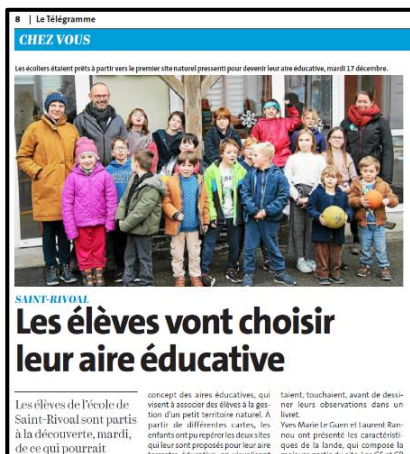 8 | Le Télégramme
CHEZ VOUS
Les écoliers étaient prêts à partir vers le premier site naturel pressenti pour devenir leur aire éducative, mardi 17 décembre.
SAINT-RIVOAL
Les élèves vont choisir
leur aire éducative
Les élèves de l'école de
Saint-Rivoal sont partis
à la découverte, mardi,
de ce qui pourrait
concept des aires éducatives, qui
visent à associer des élèves à la ges-
tion d'un petit territoire naturel. À
partir de différentes cartes, les
enfants ont pu repérer les deux sites
qui leur sont proposés pour leur aire
taient, touchaient, avant de dessi-
ner leurs observations dans un
livret.
Yves Marie Le Guen et Laurent Ran-
nou ont présenté les caractéristi-
ques de la lande, qui compose la